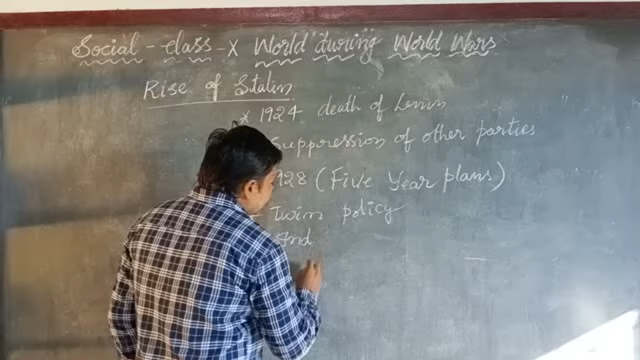 Social-class-X World during World Wars
Rise of Stalin
x 1924 death of Lenin
Suppression of other parties
1928 (Five Year plans)
- Twin policy
Ind